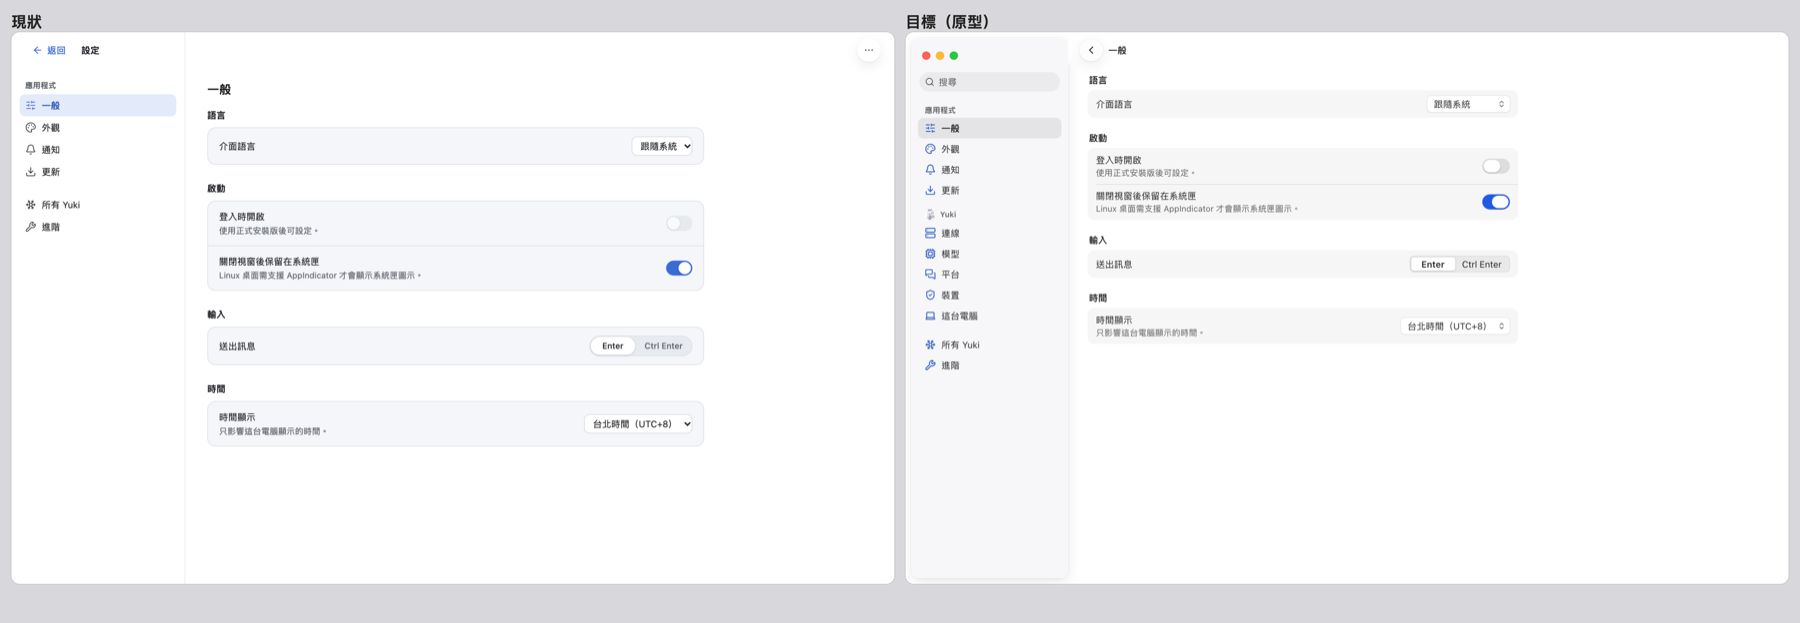 現狀
返回 設定
應用程式
一般
外觀
通知
更新
所有 Yuki
進階
一般
語言
介面語言 跟隨系統
啟動
登入時開啟
使用正式安裝版後可設定。
關閉視窗後保留在系統匣
Linux 桌面需支援 AppIndicator 才會顯示系統匣圖示。
輸入
送出訊息 Enter Ctrl Enter
時間
時間顯示
只影響這台電腦顯示的時間。
台北時間（UTC+8）
目標（原型）
搜尋
應用程式
一般
外觀
通知
更新
Yuki
連線
模型
平台
裝置
這台電腦
所有 Yuki
進階
一般
語言
介面語言 跟隨系統
啟動
登入時開啟
使用正式安裝版後可設定。
關閉視窗後保留在系統匣
Linux 桌面需支援 AppIndicator 才會顯示系統匣圖示。
輸入
送出訊息 Enter Ctrl Enter
時間
時間顯示
只影響這台電腦顯示的時間。
台北時間（UTC+8）